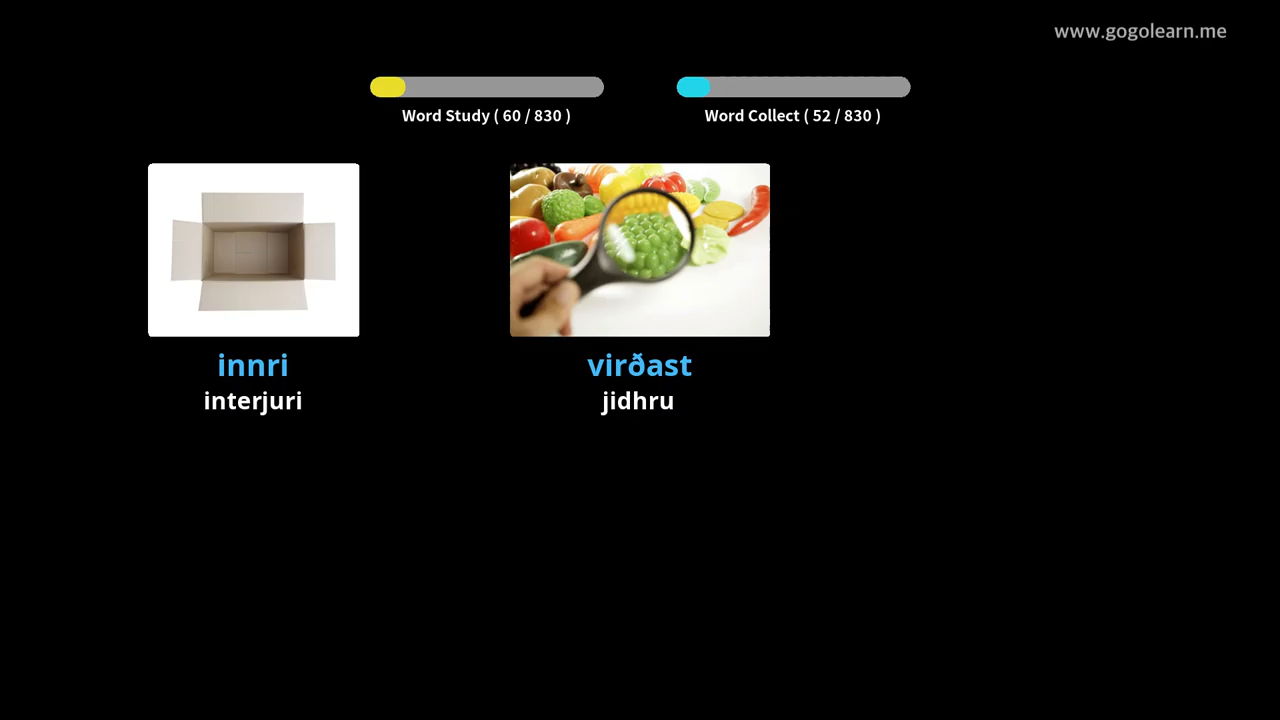 www.gogolearn.me
Word Study ( 60 / 830 )
Word Collect ( 52 / 830 )
innri
interjuri
virðast
jidhru